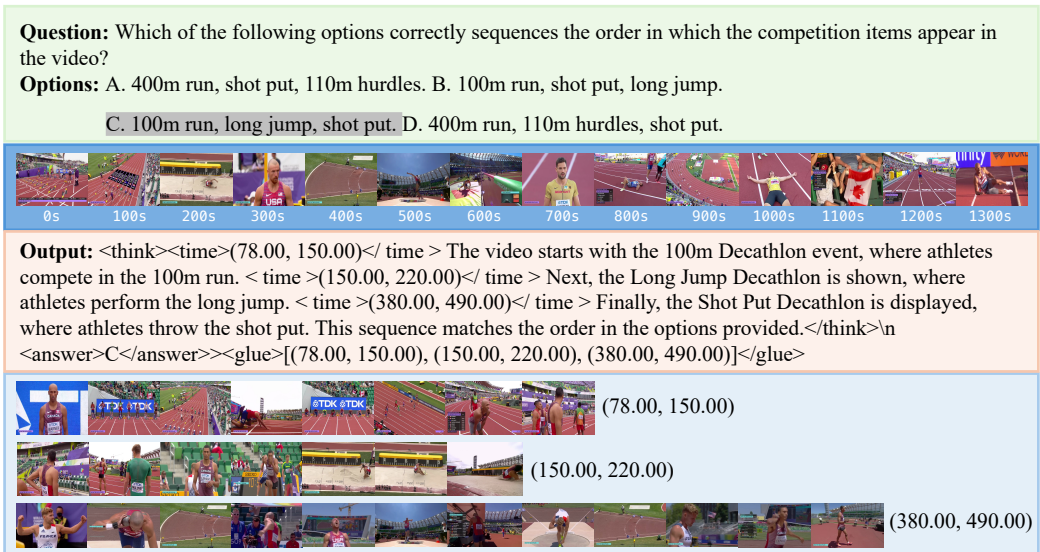 Question: Which of the following options correctly sequences the order in which the competition items appear in
the video?
Options: A. 400m run, shot put, 110m hurdles. B. 100m run, shot put, long jump.
C. 100m run, long jump, shot put. D. 400m run, 110m hurdles, shot put.
USA
0s 100s 200s 300s 400s 500s 600s 700s 800s 900s 1000s 1100s 1200s 1300s
Output: <think><time>(78.00, 150.00)</ time > The video starts with the 100m Decathlon event, where athletes
compete in the 100m run. < time >(150.00, 220.00)</ time > Next, the Long Jump Decathlon is shown, where
athletes perform the long jump. < time >(380.00, 490.00)</ time > Finally, the Shot Put Decathlon is displayed,
where athletes throw the shot put. This sequence matches the order in the options provided.</think>\n
<answer>C</answer>><glue>[(78.00, 150.00), (150.00, 220.00), (380.00, 490.00)]</glue>
TDK TDK TDK TDK
(78.00, 150.00)
(150.00, 220.00)
(380.00, 490.00)